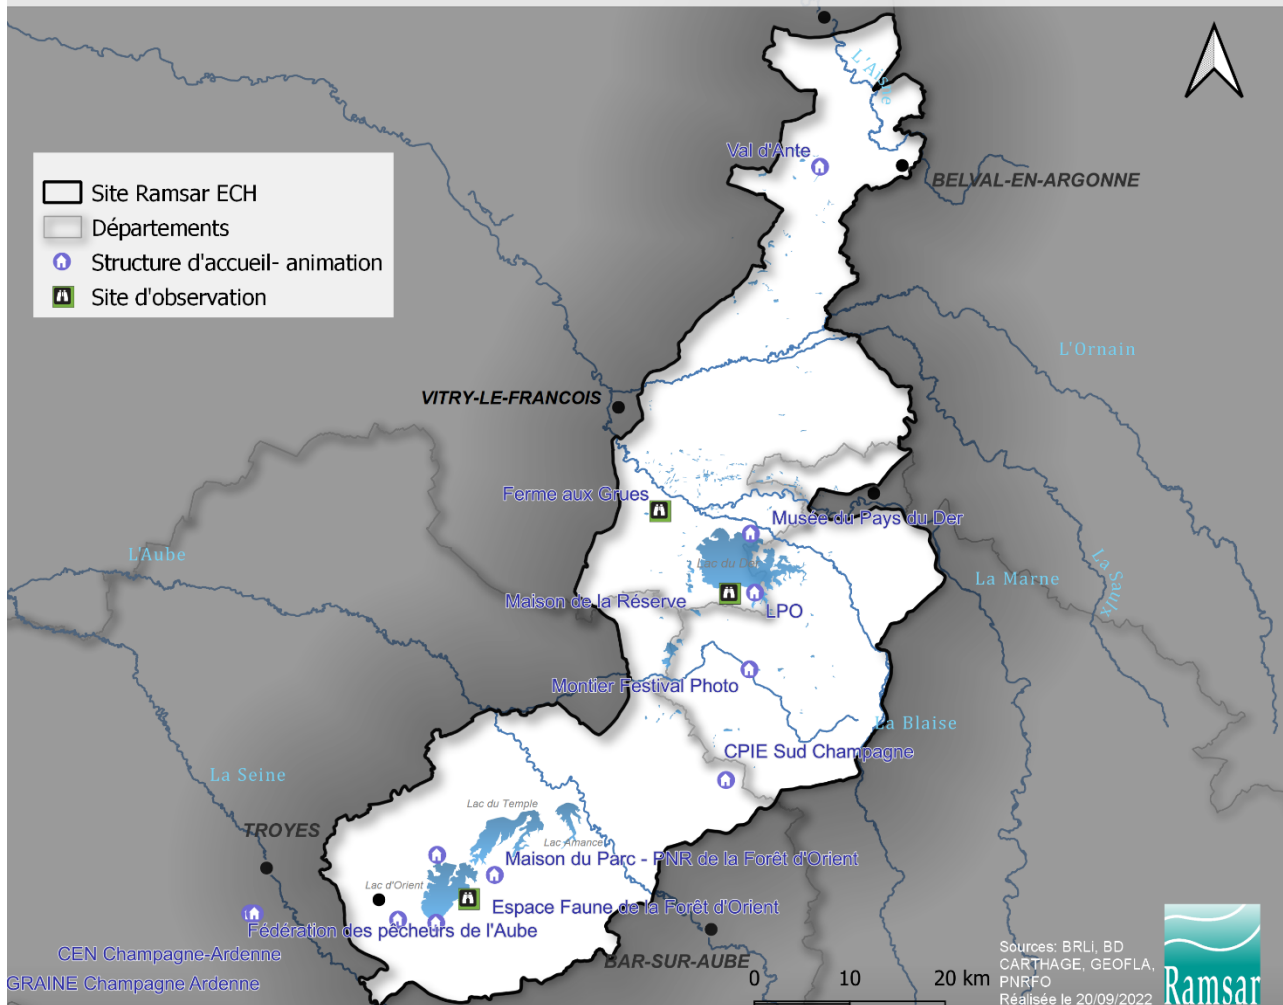 L'Aisne
Val d'Ante
BELVAL-EN-ARGONNE
Site Ramsar ECH
Départements
Structure d'accueil- animation
Site d'observation
L'Ornain
VITRY-LE-FRANCOIS
Ferme aux Grues
Musée du Pays du Der
L'Aube
Lac du Der
La Marne
La Saulx
Maison de la Réserve
LPO
Montier Festival Photo
La Blaise
CPIE Sud Champagne
La Seine
Lac du Temple
TROYES
Lac Amance
Maison du Parc - PNR de la Forêt d'Orient
Lac d'Orient
Espace Faune de la Forêt d'Orient
Fédération des pêcheurs de l'Aube
CEN Champagne-Ardenne
BAR-SUR-AUBE
GRAINE Champagne Ardenne
0 10 20 km
Sources: BRLi, BD
CARTHAGE, GEOFLA,
PNRFO
Réalisée le 20/09/2022
Ramsar